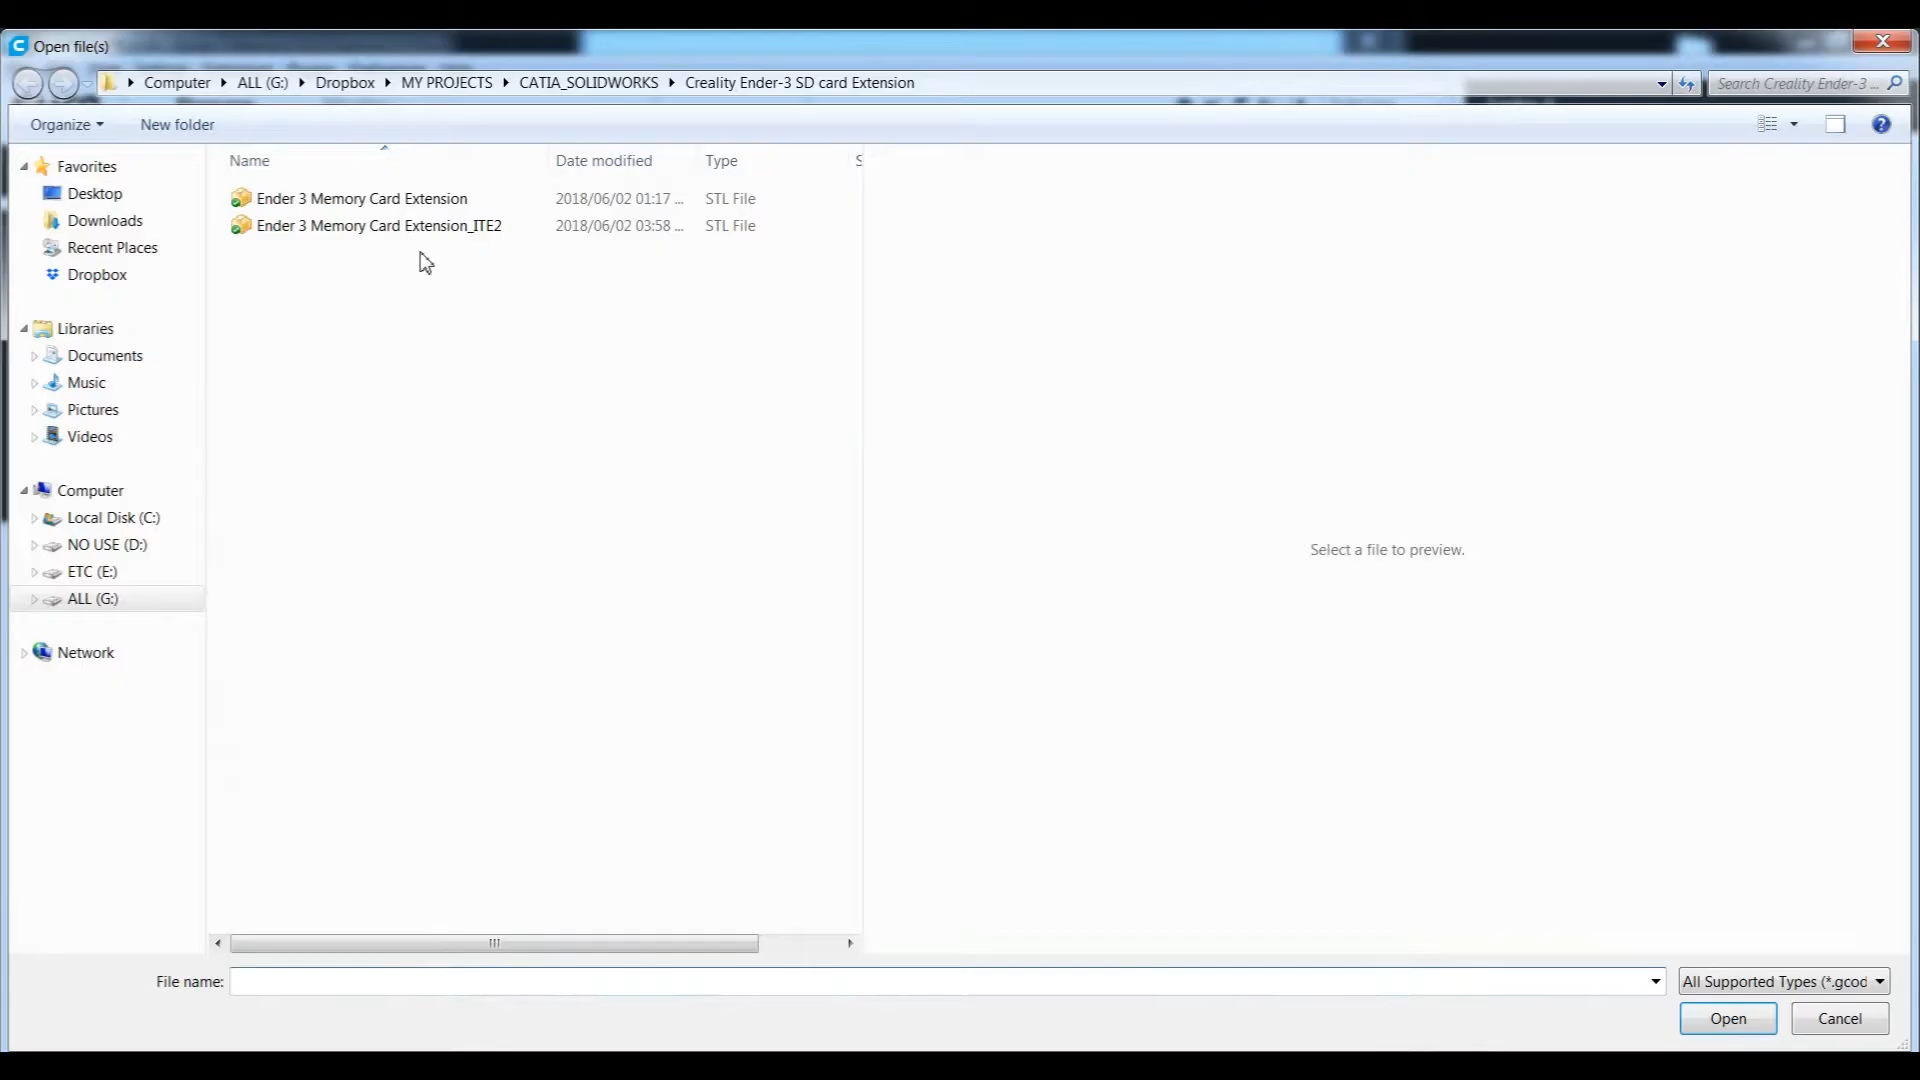 Open file(s)
Computer ALL (G:) Dropbox MY PROJECTS CATIA_SOLIDWORKS Creality Ender-3 SD card Extension
Search Creality Ender-3 ...
Organize New folder
Name Date modified Type S
Ender 3 Memory Card Extension 2018/06/02 01:17 ... STL File
Ender 3 Memory Card Extension_ITE2 2018/06/02 03:58 ... STL File
Favorites
Desktop
Downloads
Recent Places
Dropbox
Libraries
Documents
Music
Pictures
Videos
Computer
Local Disk (C:)
NO USE (D:)
ETC (E:)
ALL (G:)
Network
Select a file to preview.
File name:
All Supported Types (*.gcod
Open Cancel